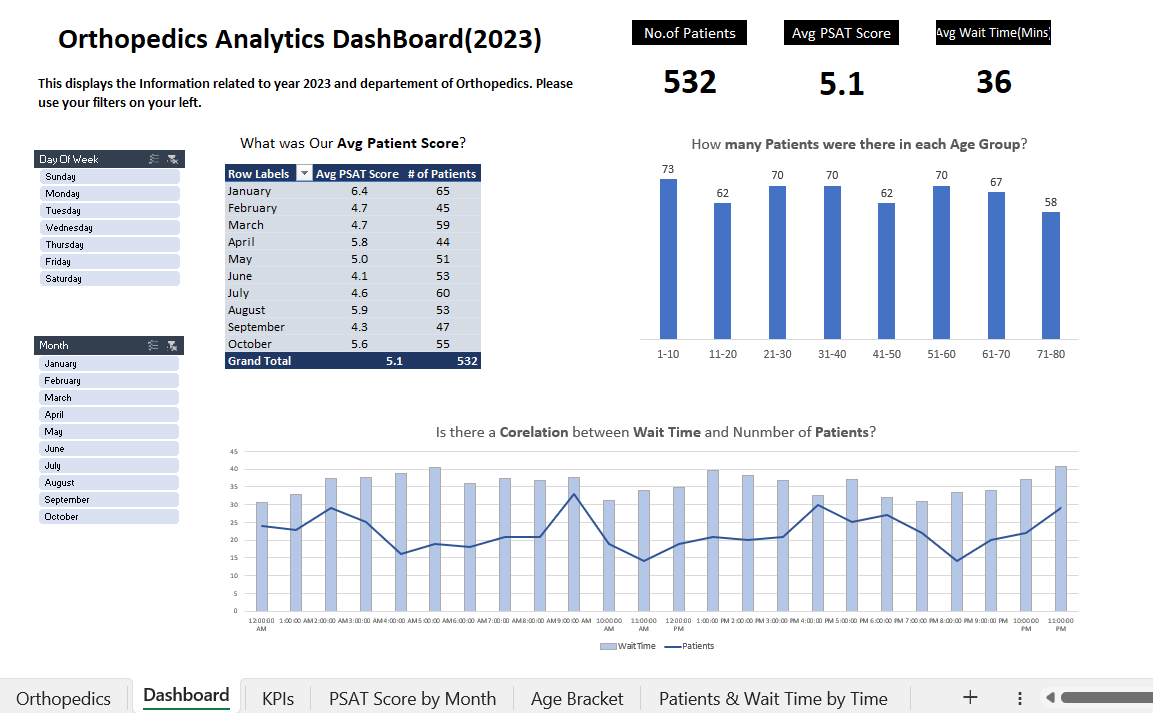 Orthopedics Analytics DashBoard(2023)
This displays the Information related to year 2023 and departement of Orthopedics. Please
use your filters on your left.
No.of Patients
Avg PSAT Score
Avg Wait Time(Mins)
532
5.1
36
Day Of Week
Sunday
Monday
Tuesday
Wednesday
Thursday
Friday
Saturday
Month
January
February
March
April
May
June
July
August
September
October
What was Our Avg Patient Score?
Row Labels Avg PSAT Score # of Patients
January 6.4 65
February 4.7 45
March 4.7 59
April 5.8 44
May 5.0 51
June 4.1 53
July 4.6 60
August 5.9 53
September 4.3 47
October 5.6 55
Grand Total 5.1 532
How many Patients were there in each Age Group?
73 62 70 70 62 70 67 58
1-10 11-20 21-30 31-40 41-50 51-60 61-70 71-80
Is there a Corelation between Wait Time and Nunmber of Patients?
45
40
35
30
25
20
15
10
5
0
12:00:00 AM 1:00:00 AM 2:00:00 AM 3:00:00 AM 4:00:00 AM 5:00:00 AM 6:00:00 AM 7:00:00 AM 8:00:00 AM 9:00:00 AM 10:00:00 AM 11:00:00 AM 12:00:00 PM 1:00:00 PM 2:00:00 PM 3:00:00 PM 4:00:00 PM 5:00:00 PM 6:00:00 PM 7:00:00 PM 8:00:00 PM 9:00:00 PM 10:00:00 PM 11:00:00 PM
WaitTime Patients
Orthopedics Dashboard KPIs PSAT Score by Month Age Bracket Patients & Wait Time by Time